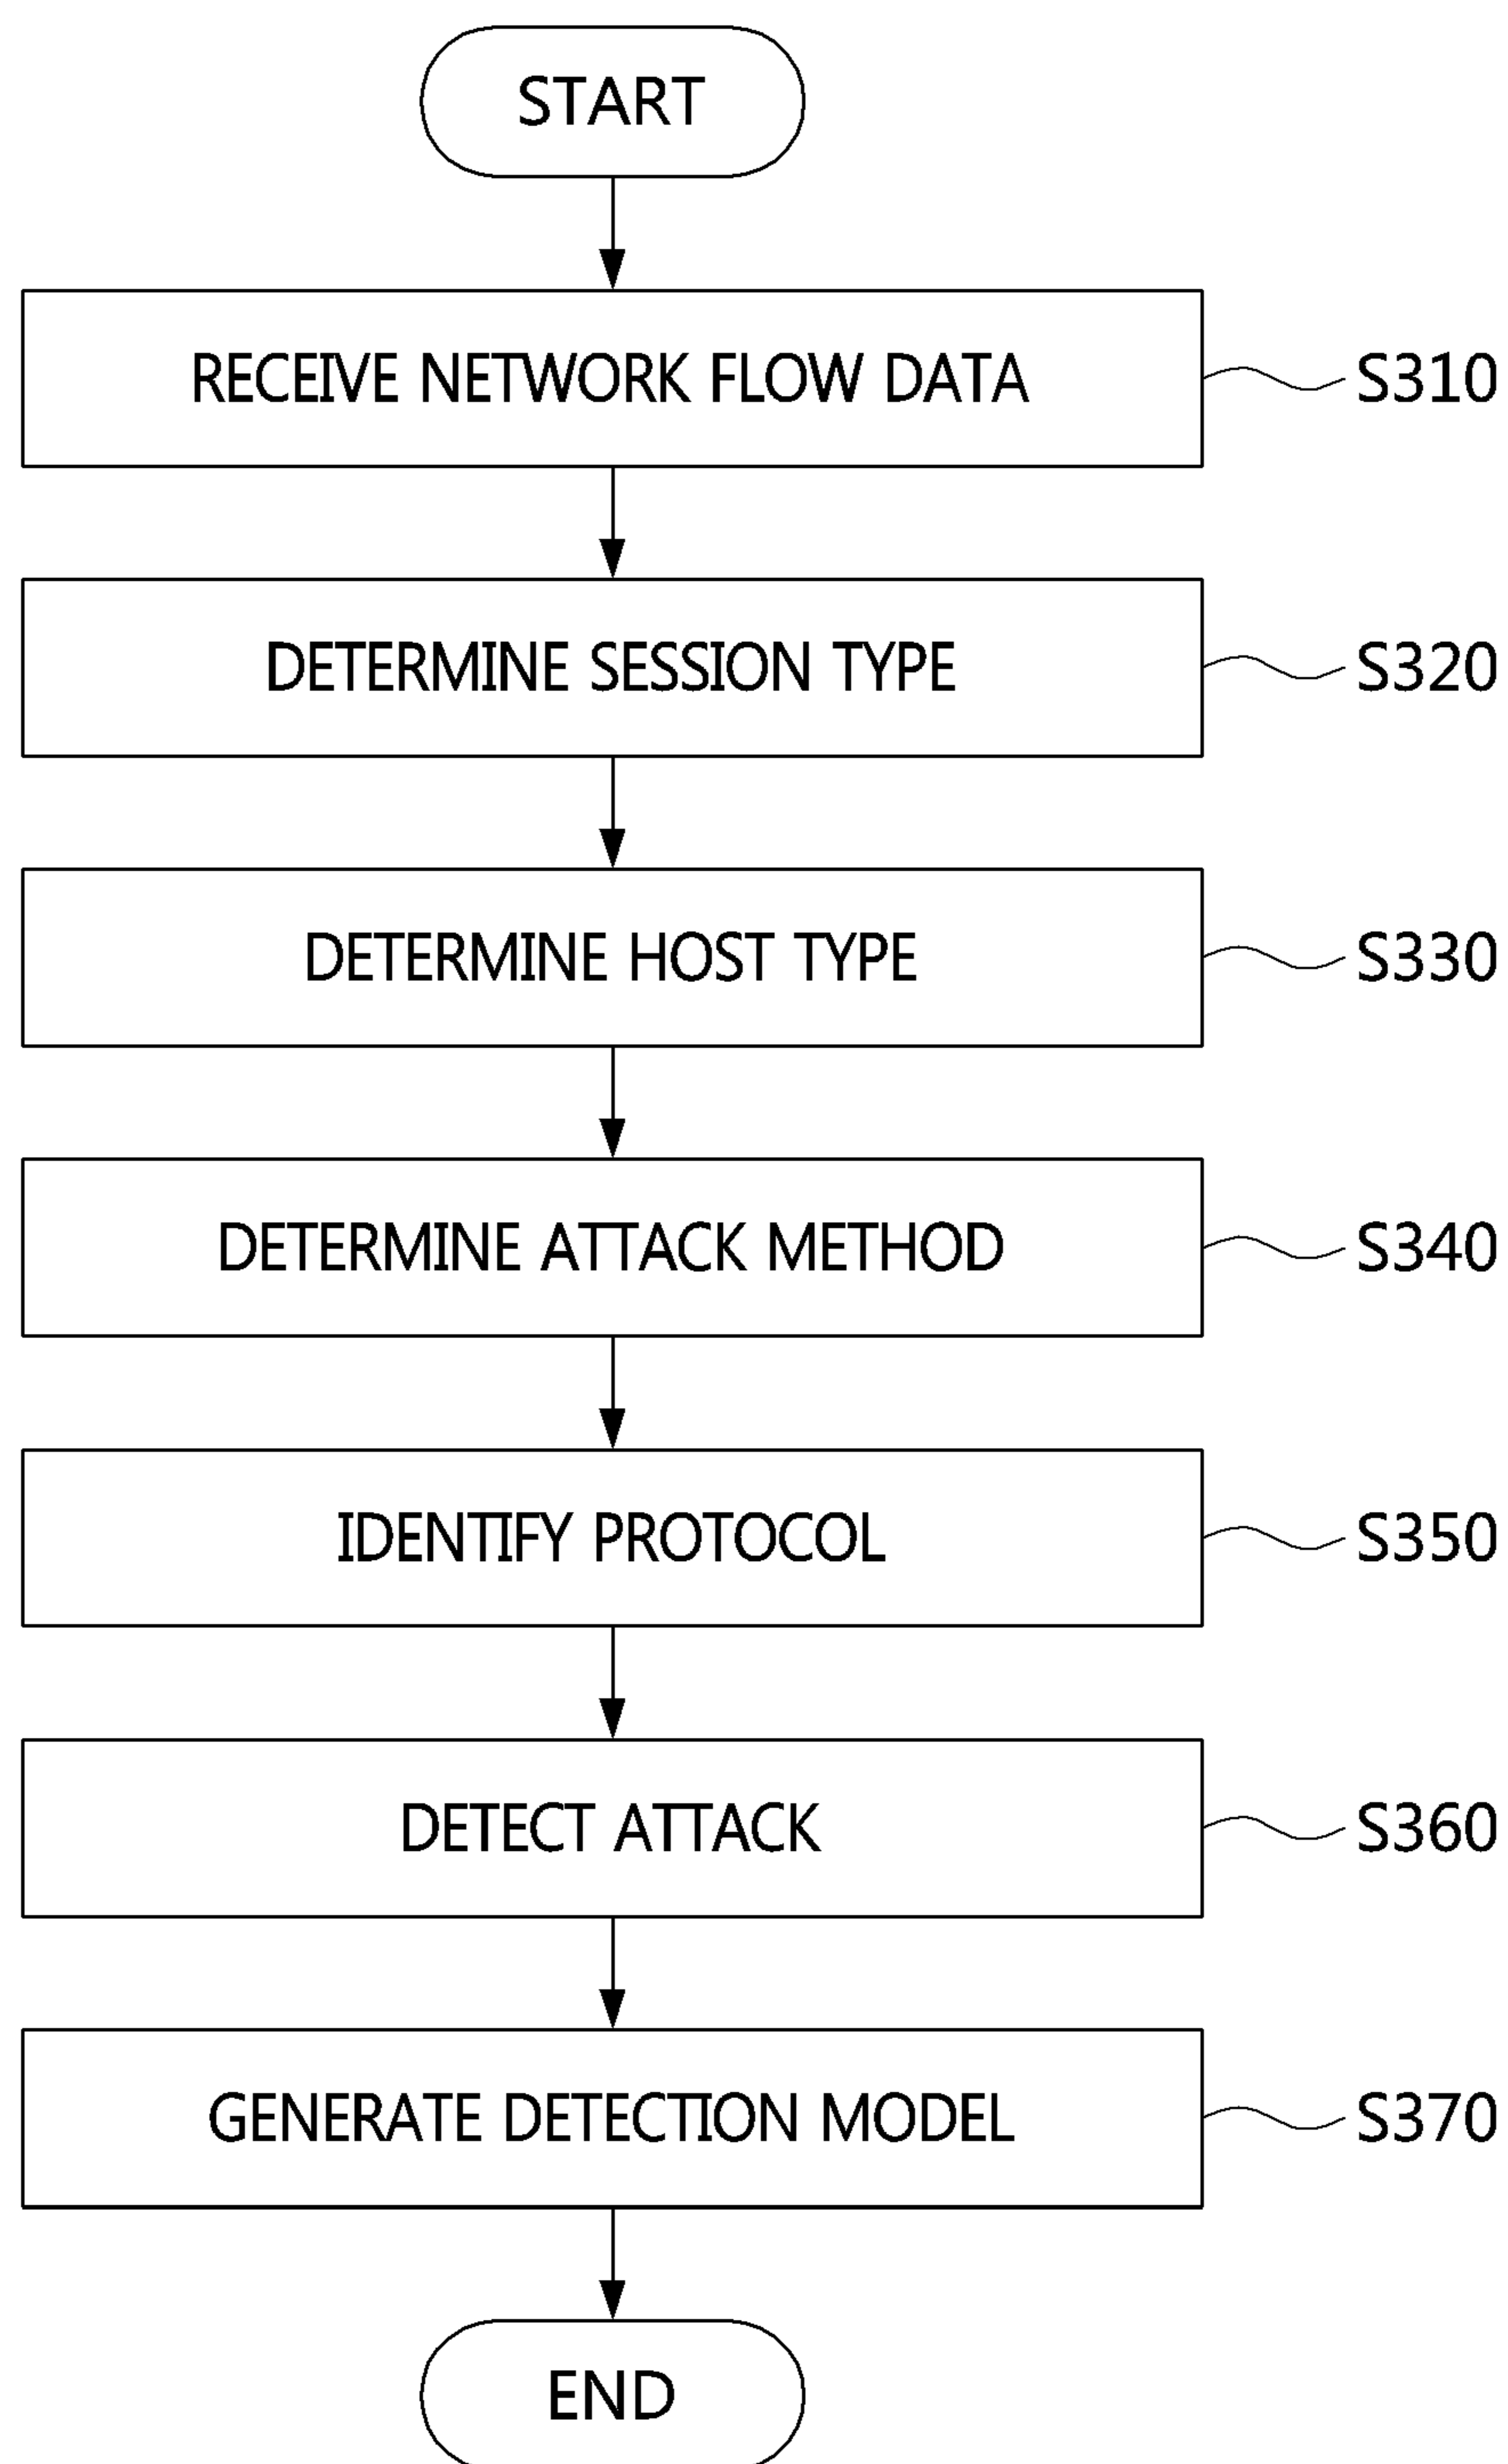 START
RECEIVE NETWORK FLOW DATA
S310
DETERMINE SESSION TYPE
S320
DETERMINE HOST TYPE
S330
DETERMINE ATTACK METHOD
S340
IDENTIFY PROTOCOL
S350
DETECT ATTACK
S360
GENERATE DETECTION MODEL
S370
END